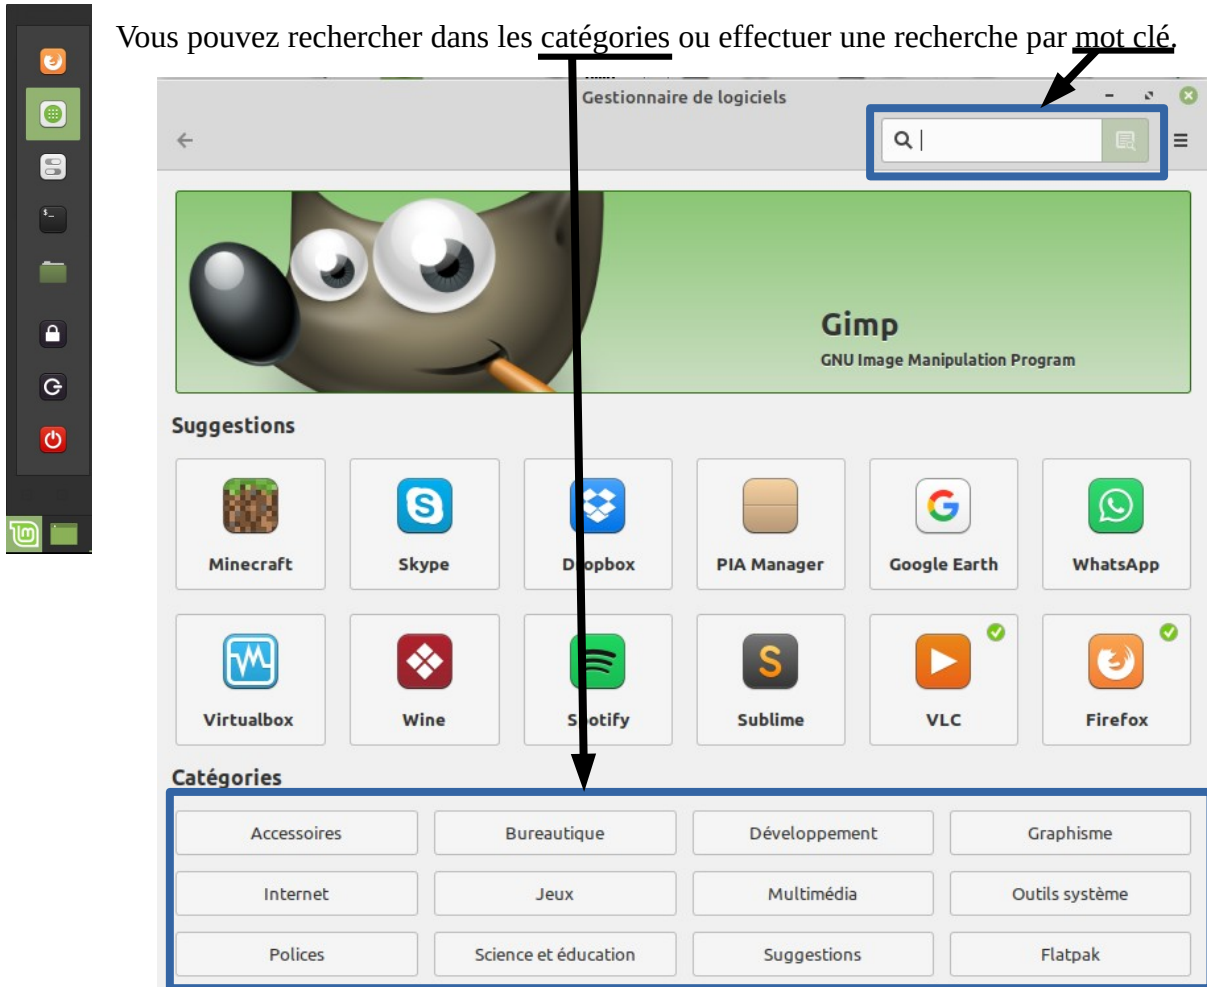 Vous pouvez rechercher dans les catégories ou effectuer une recherche par mot clé.
Gestionnaire de logiciels
Gimp
GNU Image Manipulation Program
Suggestions
Minecraft Skype Dropbox PIA Manager Google Earth WhatsApp
Virtualbox Wine Spotify Sublime VLC Firefox
Catégories
Accessoires Bureautique Développement Graphisme
Internet Jeux Multimédia Outils système
Polices Science et éducation Suggestions Flatpak